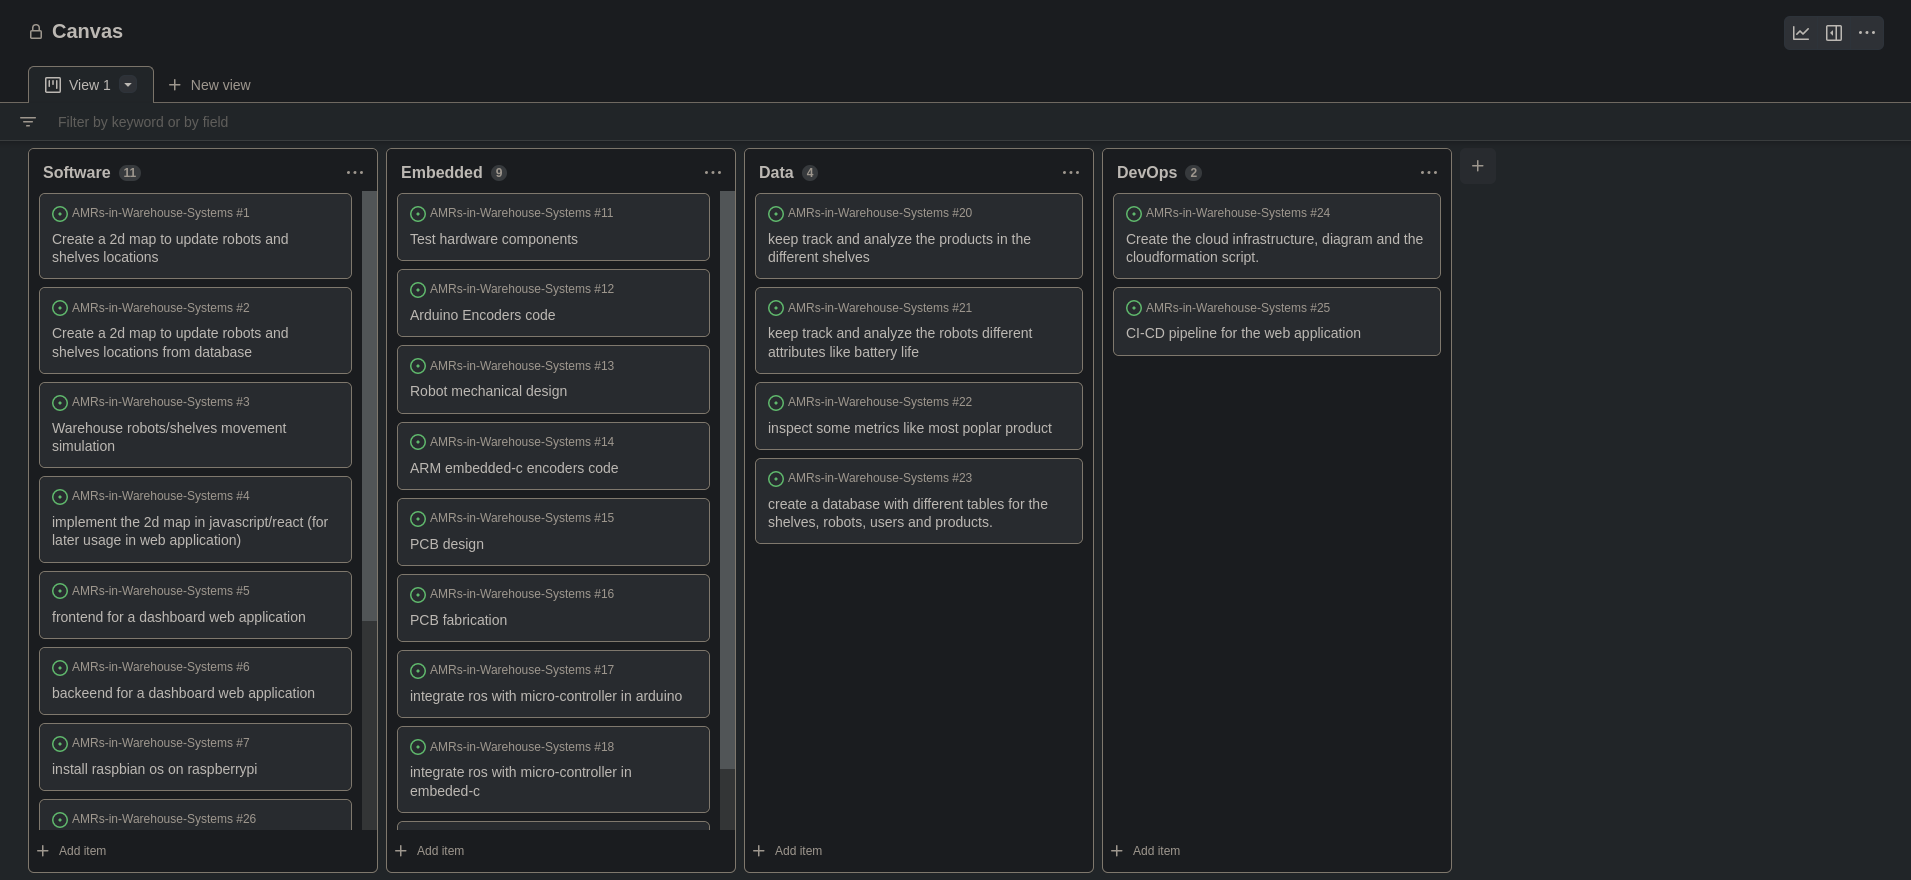 Canvas
View 1
New view
Filter by keyword or by field
Software 11
AMRs-in-Warehouse-Systems #1
Create a 2d map to update robots and
shelves locations
AMRs-in-Warehouse-Systems #2
Create a 2d map to update robots and
shelves locations from database
AMRs-in-Warehouse-Systems #3
Warehouse robots/shelves movement
simulation
AMRs-in-Warehouse-Systems #4
implement the 2d map in javascript/react (for
later usage in web application)
AMRs-in-Warehouse-Systems #5
frontend for a dashboard web application
AMRs-in-Warehouse-Systems #6
backeend for a dashboard web application
AMRs-in-Warehouse-Systems #7
install raspbian os on raspberrypi
AMRs-in-Warehouse-Systems #26
Add item
Embedded 9
AMRs-in-Warehouse-Systems #11
Test hardware components
AMRs-in-Warehouse-Systems #12
Arduino Encoders code
AMRs-in-Warehouse-Systems #13
Robot mechanical design
AMRs-in-Warehouse-Systems #14
ARM embedded-c encoders code
AMRs-in-Warehouse-Systems #15
PCB design
AMRs-in-Warehouse-Systems #16
PCB fabrication
AMRs-in-Warehouse-Systems #17
integrate ros with micro-controller in arduino
AMRs-in-Warehouse-Systems #18
integrate ros with micro-controller in
embeded-c
Add item
Data 4
AMRs-in-Warehouse-Systems #20
keep track and analyze the products in the
different shelves
AMRs-in-Warehouse-Systems #21
keep track and analyze the robots different
attributes like battery life
AMRs-in-Warehouse-Systems #22
inspect some metrics like most poplar product
AMRs-in-Warehouse-Systems #23
create a database with different tables for the
shelves, robots, users and products.
Add item
DevOps 2
AMRs-in-Warehouse-Systems #24
Create the cloud infrastructure, diagram and the
cloudformation script.
AMRs-in-Warehouse-Systems #25
CI-CD pipeline for the web application
Add item